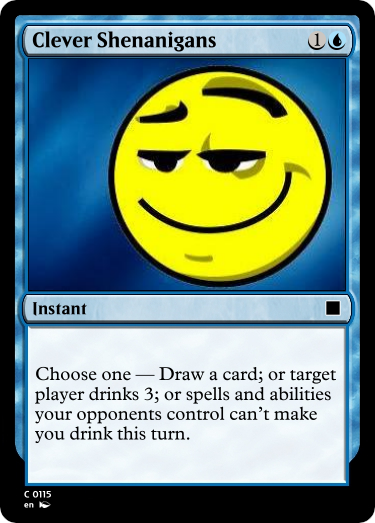 Clever Shenanigans 1
Instant
Choose one — Draw a card; or target
player drinks 3; or spells and abilities
your opponents control can't make
you drink this turn.
C 0115
en